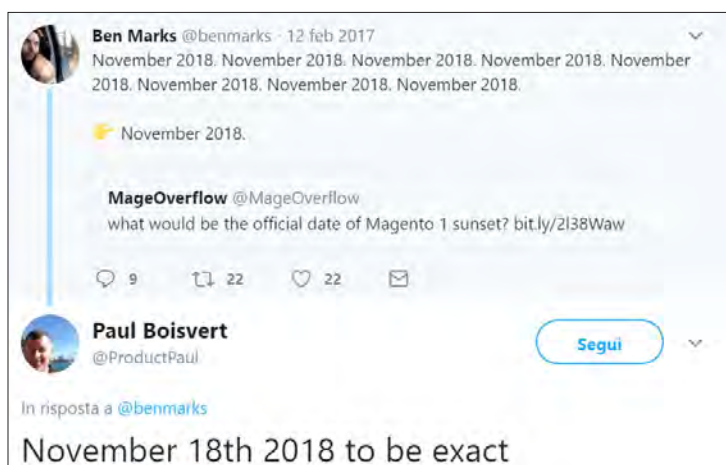 Ben Marks @benmarks · 12 feb 2017
November 2018. November 2018. November 2018. November 2018. November
2018. November 2018. November 2018. November 2018.
👉 November 2018.
MageOverflow @MageOverflow
what would be the official date of Magento 1 sunset? bit.ly/2l38Waw
9 22 22
Paul Boisvert
@ProductPaul
Segui
In risposta a @benmarks
November 18th 2018 to be exact